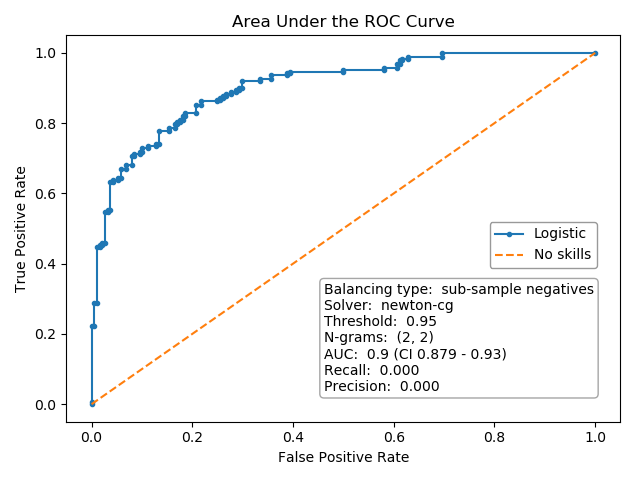 Area Under the ROC Curve
True Positive Rate
1.0
0.8
0.6
0.4
0.2
0.0
Logistic
No skills
Balancing type:  sub-sample negatives
Solver:  newton-cg
Threshold:  0.95
N-grams:  (2, 2)
AUC:  0.9 (CI 0.879 - 0.93)
Recall:  0.000
Precision:  0.000
0.0 0.2 0.4 0.6 0.8 1.0
False Positive Rate